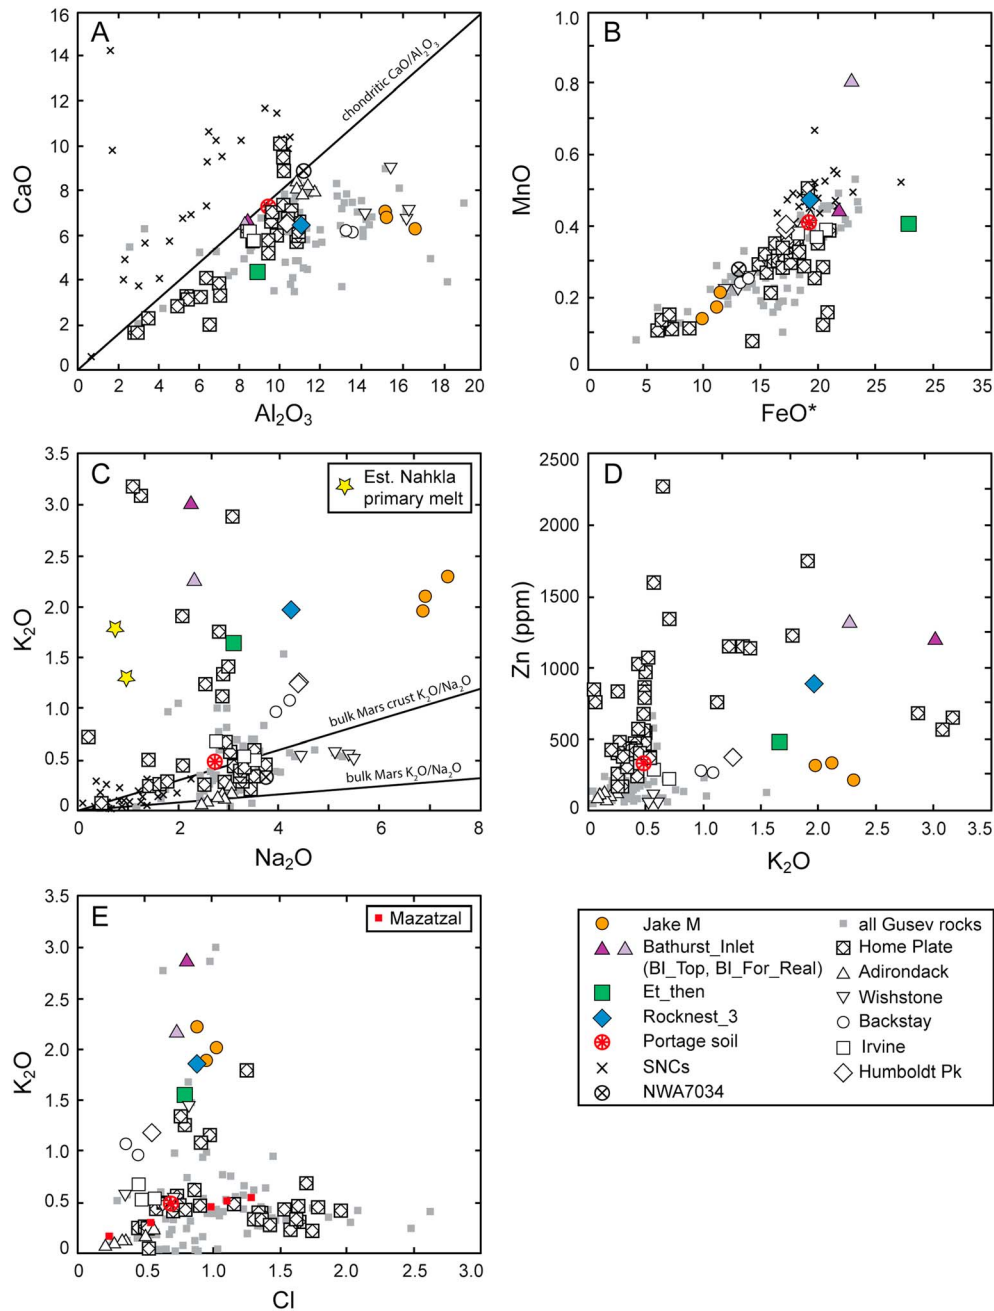 A
16
14
12
10
8
6
4
2
0
CaO
chondritic CaO/Al₂O₃
0 2 4 6 8 10 12 14 16 18 20
Al₂O₃
B
1.0
0.8
0.6
0.4
0.2
0
MnO
0 5 10 15 20 25 30 35
FeO*
C
3.5
3.0
2.5
2.0
1.5
1.0
0.5
0
K₂O
Est. Nahkla
primary melt
bulk Mars crust K₂O/Na₂O
bulk Mars K₂O/Na₂O
0 2 4 6 8
Na₂O
D
2500
2000
1500
1000
500
0
Zn (ppm)
0 0.5 1.0 1.5 2.0 2.5 3.0 3.5
K₂O
E
3.5
3.0
2.5
2.0
1.5
1.0
0.5
0
K₂O
Mazatzal
0 0.5 1.0 1.5 2.0 2.5 3.0
Cl
Jake M
Bathurst_Inlet
(BI_Top, BI_For_Real)
Et_then
Rocknest_3
Portage soil
SNCs
NWA7034
all Gusev rocks
Home Plate
Adirondack
Wishstone
Backstay
Irvine
Humboldt Pk